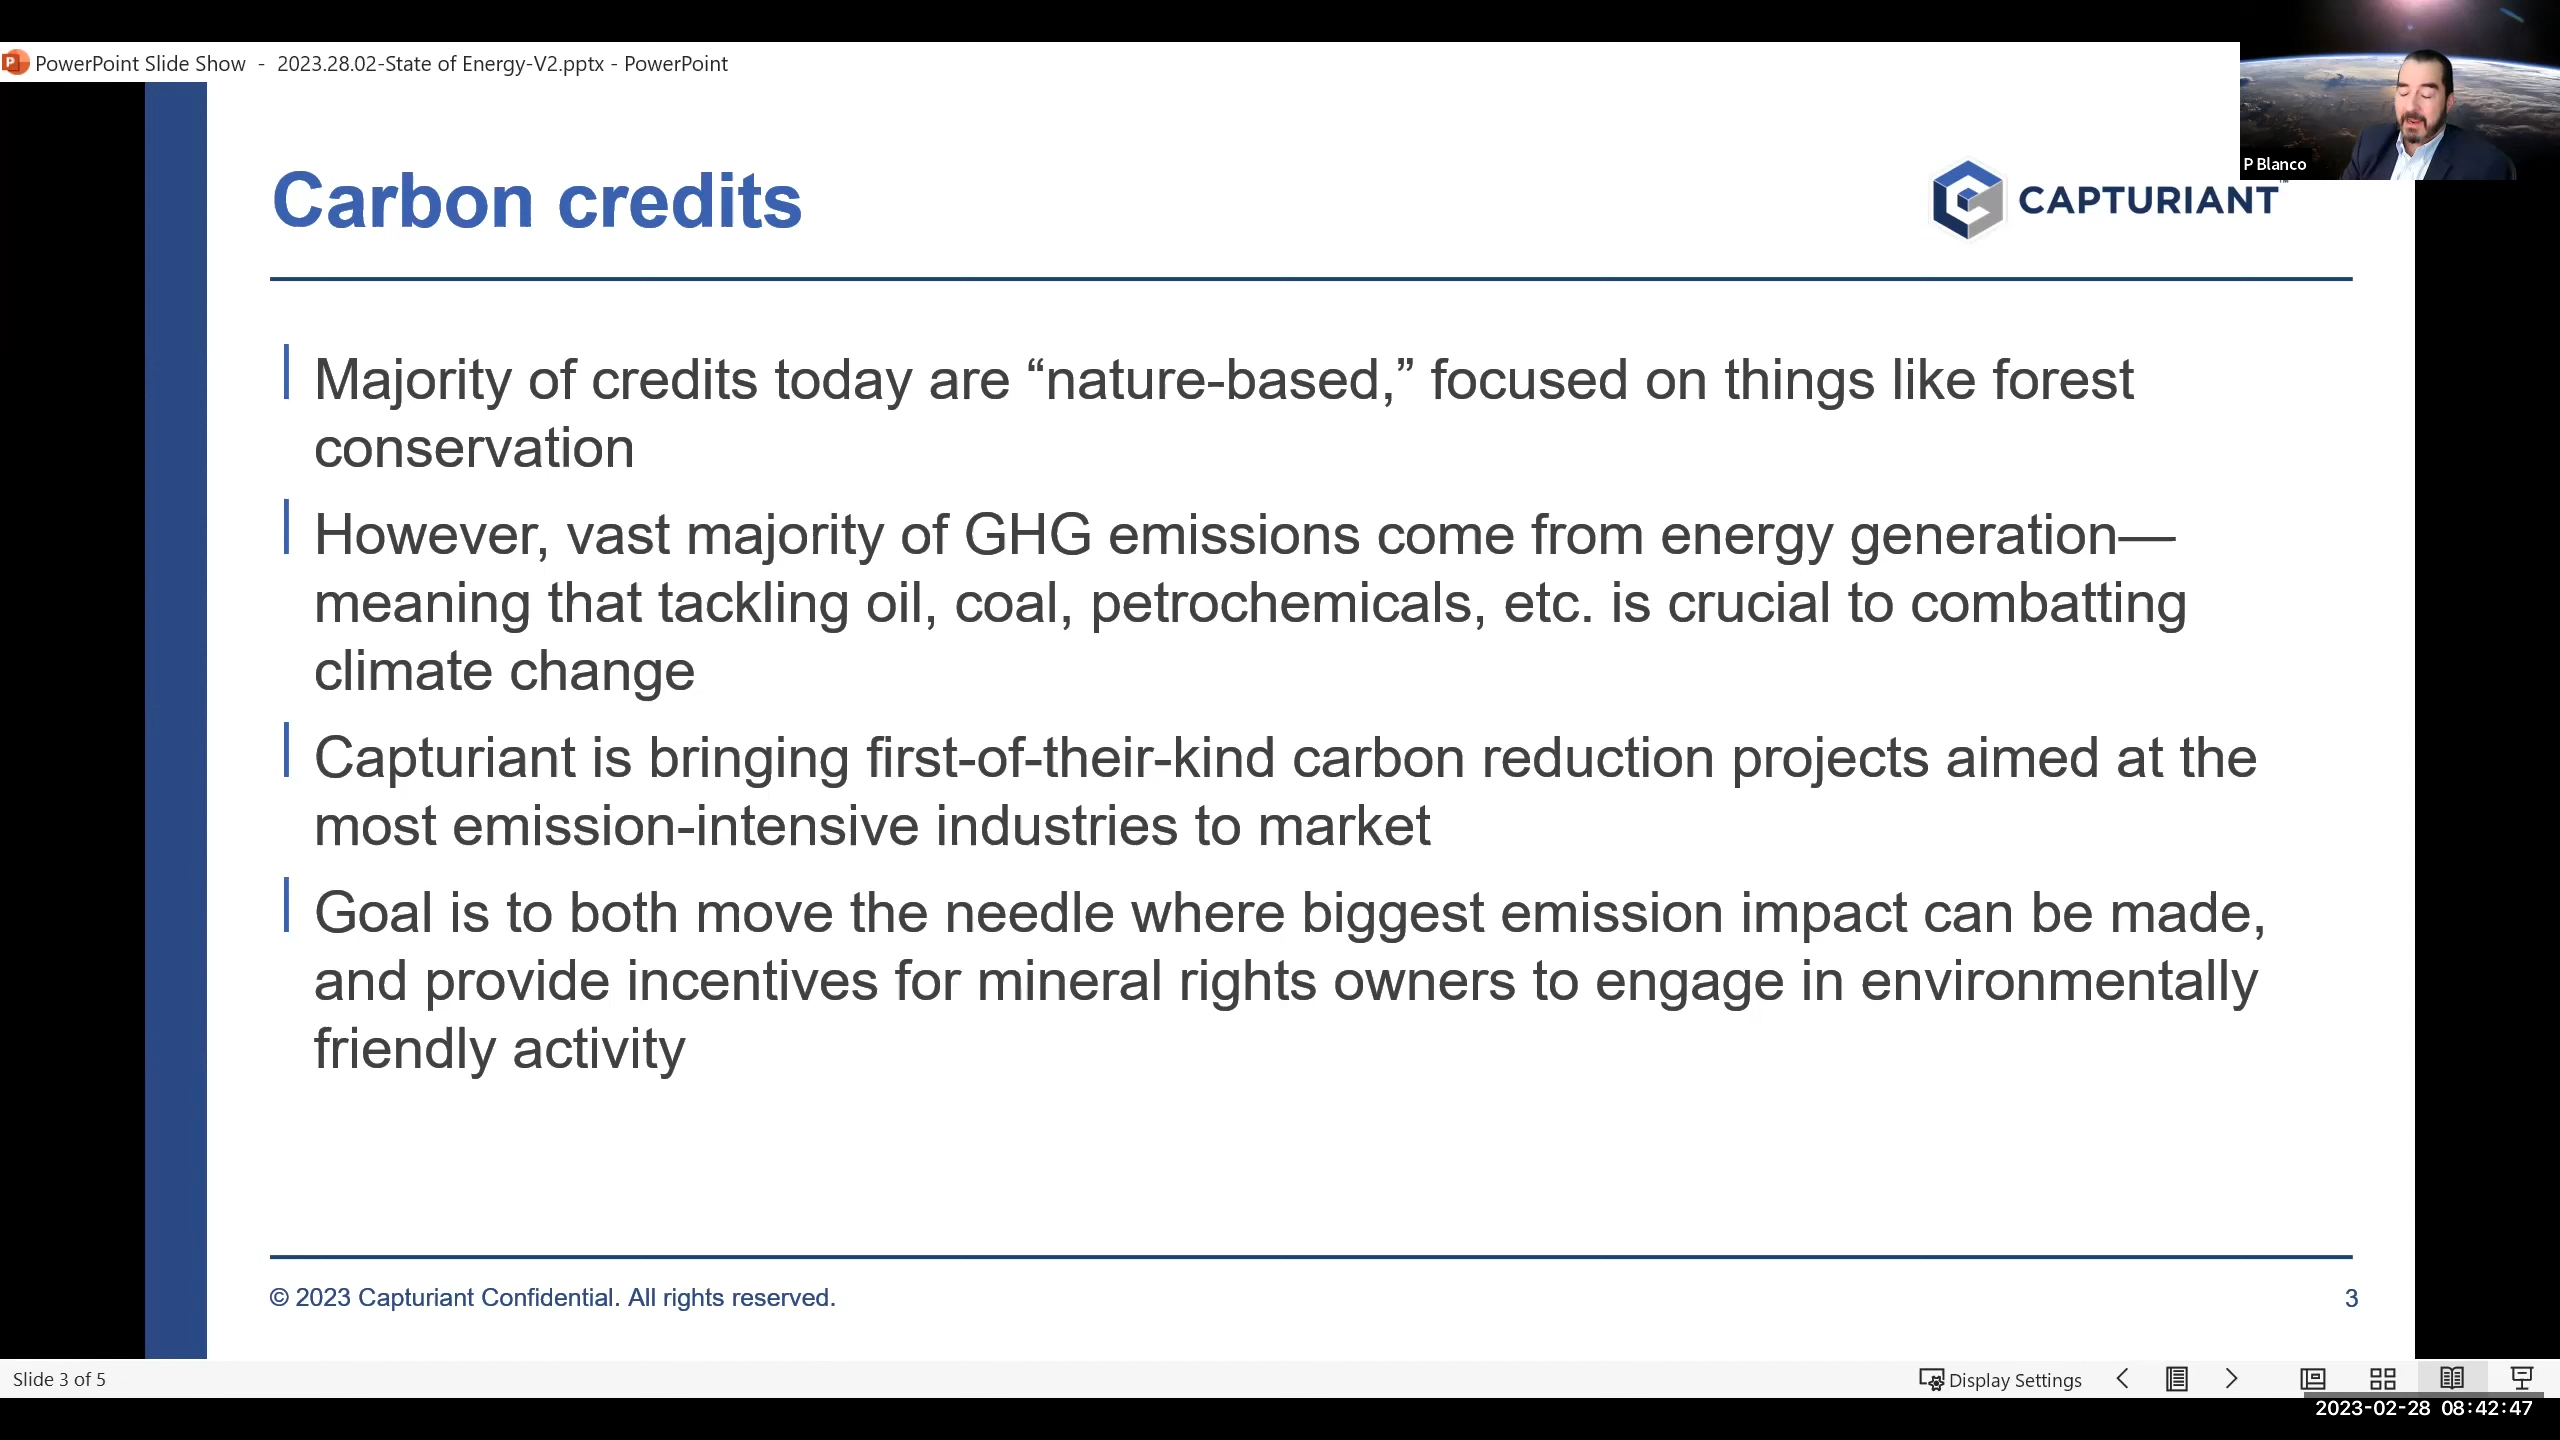 PowerPoint Slide Show - 2023.28.02-State of Energy-V2.pptx - PowerPoint
P Blanco
Carbon credits
CAPTURIANT™
Majority of credits today are “nature-based,” focused on things like forest
conservation
However, vast majority of GHG emissions come from energy generation—
meaning that tackling oil, coal, petrochemicals, etc. is crucial to combatting
climate change
Capturiant is bringing first-of-their-kind carbon reduction projects aimed at the
most emission-intensive industries to market
Goal is to both move the needle where biggest emission impact can be made,
and provide incentives for mineral rights owners to engage in environmentally
friendly activity
© 2023 Capturiant Confidential. All rights reserved.
3
Slide 3 of 5
Display Settings
2023-02-28 08:42:47